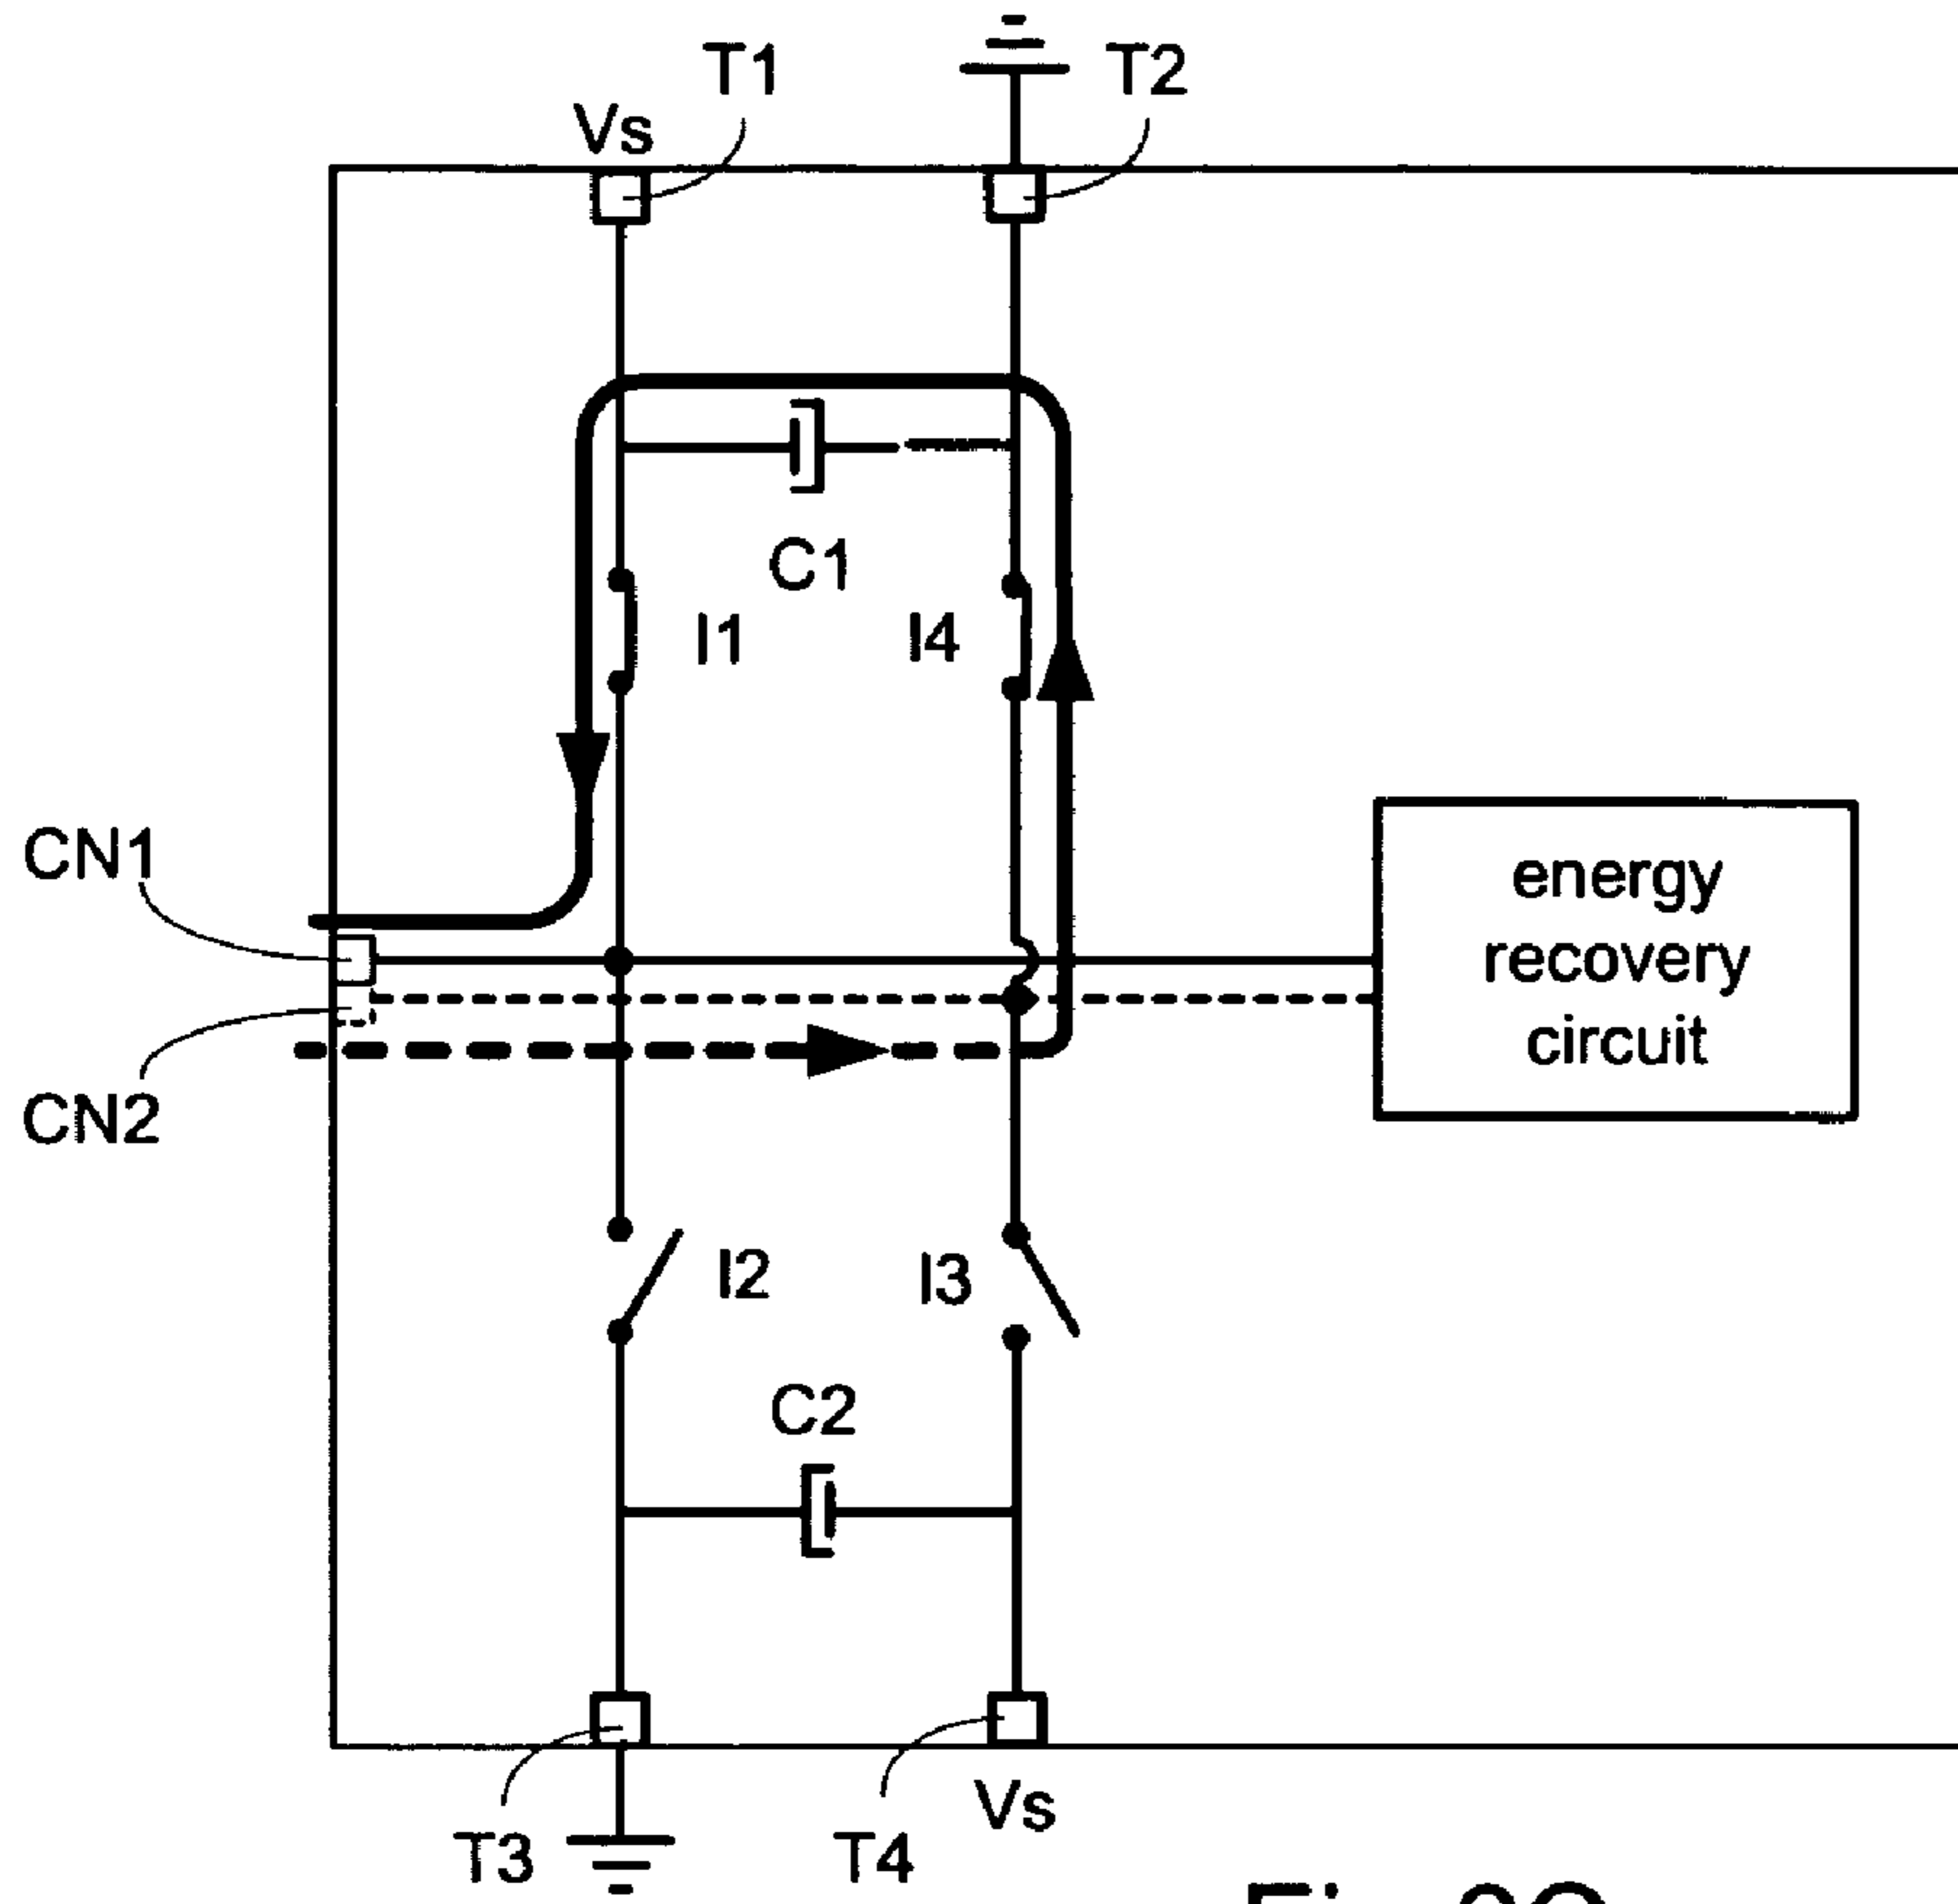 T1
T2
Vs
C1
I1
I4
CN1
energy
recovery
circuit
CN2
I2
I3
C2
Vs
T3
T4